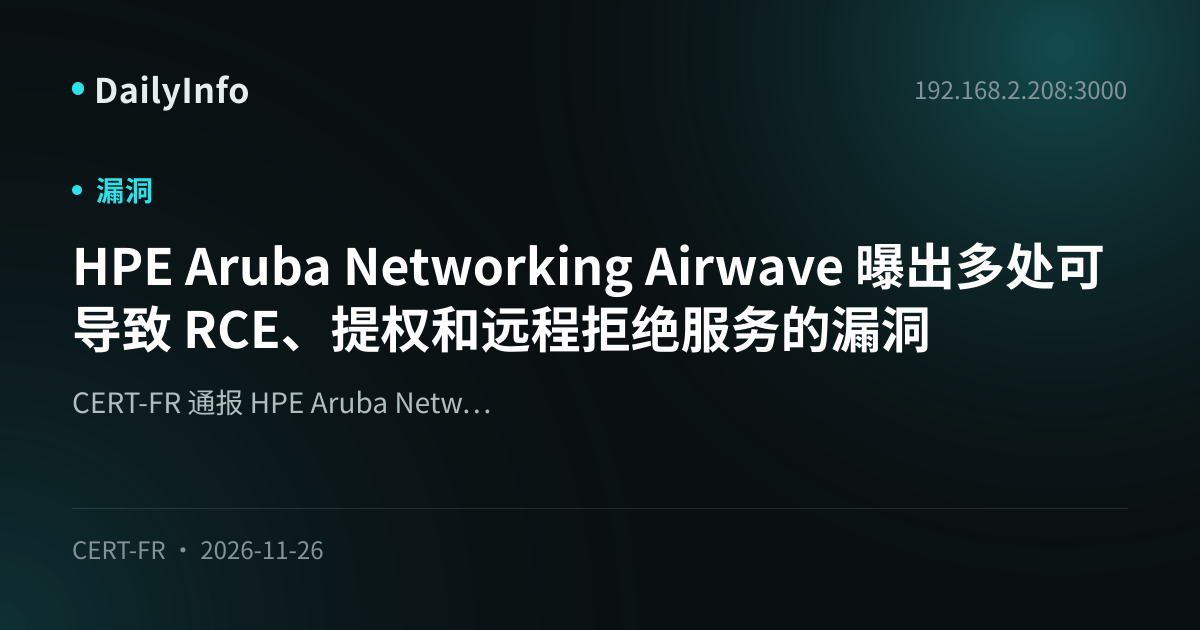 DailyInfo
192.168.2.208:3000
漏洞
HPE Aruba Networking Airwave 曝出多处可
导致 RCE、提权和远程拒绝服务的漏洞
CERT-FR 通报 HPE Aruba Netw…
CERT-FR • 2026-11-26